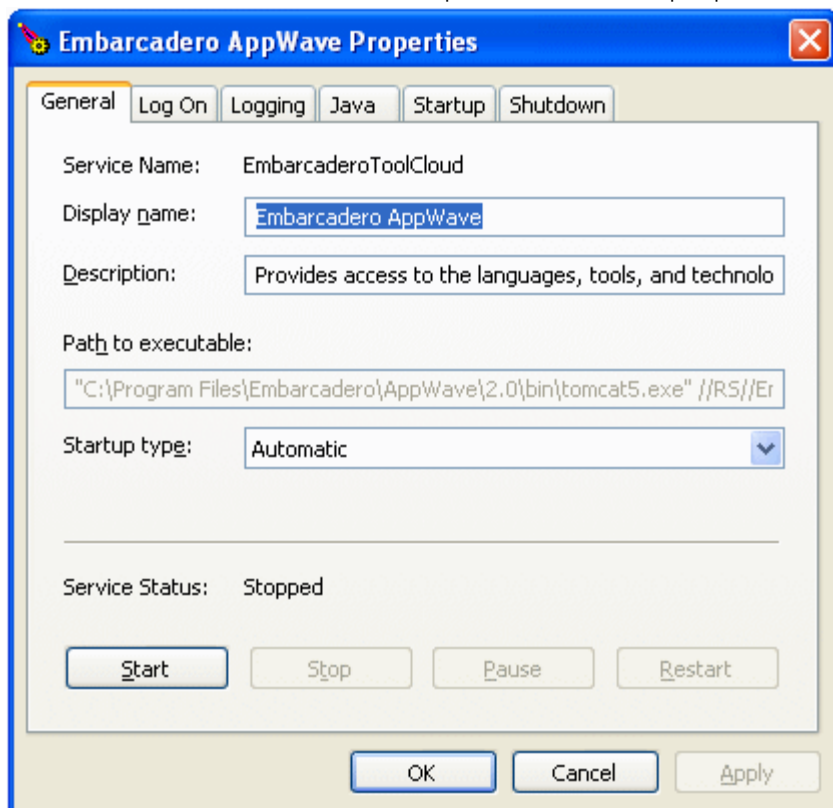 Embarcadero AppWave Properties
General Log On Logging Java Startup Shutdown
Service Name: EmbarcaderoToolCloud
Display name: Embarcadero AppWave
Description: Provides access to the languages, tools, and technolo
Path to executable:
"C:\Program Files\Embarcadero\AppWave\2.0\bin\tomcat5.exe" //RS//Er
Startup type: Automatic
Service Status: Stopped
Start Stop Pause Restart
OK Cancel Apply